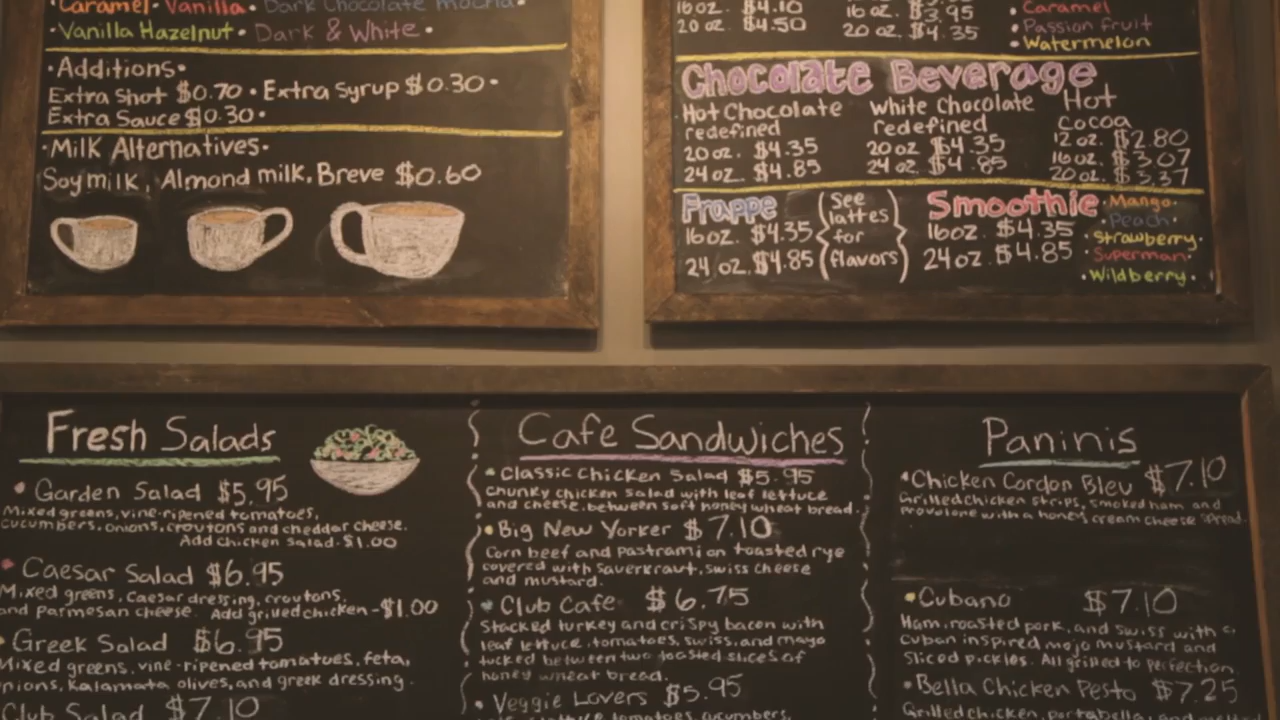 Caramel • Vanilla • Dark Chocolate Mocha •
• Vanilla Hazelnut • Dark & White •
• Additions •
Extra Shot $0.70 • Extra Syrup $0.30 •
Extra Sauce $0.30 •
• Milk Alternatives •
Soy milk, Almond milk, Breve $0.60
16 oz. $4.10
20 oz. $4.50
16 oz. $3.95
20 oz. $4.35
• Caramel
• Passion fruit
• Watermelon
Chocolate Beverage
Hot Chocolate
redefined
20 oz. $4.35
24 oz. $4.85
White Chocolate
redefined
20 oz $4.35
24 oz. $4.85
Hot
Cocoa
12 oz. $2.80
16 oz. $3.07
20 oz. $3.37
Frappe
16 oz. $4.35
24 oz. $4.85
(See
lattes
for
flavors)
Smoothie
16 oz. $4.35
24 oz. $4.85
• Mango •
• Peach •
• Strawberry •
• Superman •
• Wildberry •
Fresh Salads
• Garden Salad $5.95
Mixed greens, vine-ripened tomatoes,
cucumbers, onions, croutons and cheddar cheese.
Add chicken salad - $1.00
• Caesar Salad $6.95
Mixed greens, Caesar dressing, croutons,
and parmesan cheese. Add grilled chicken - $1.00
• Greek Salad $6.95
Mixed greens, vine-ripened tomatoes, feta,
onions, Kalamata olives, and greek dressing.
Club Salad $7.10
Cafe Sandwiches
• Classic Chicken Salad $5.95
Chunky chicken salad with leaf lettuce
and cheese, between soft honey wheat bread.
• Big New Yorker $7.10
Corn beef and pastrami on toasted rye
covered with sauerkraut, swiss cheese
and mustard.
• Club Cafe $6.75
Stacked turkey and crispy bacon with
leaf lettuce, tomatoes, swiss, and mayo
tucked between two toasted slices of
honey wheat bread.
• Veggie Lovers $5.95
lettuce, tomatoes, cucumbers,
Paninis
• Chicken Cordon Bleu $7.10
Grilled chicken strips, smoked ham and
provolone with a honey cream cheese spread.
• Cubano $7.10
Ham, roasted pork, and swiss with a
cuban inspired mojo mustard and
sliced pickles. All grilled to perfection.
• Bella Chicken Pesto $7.25
Grilled chicken, portabella, and